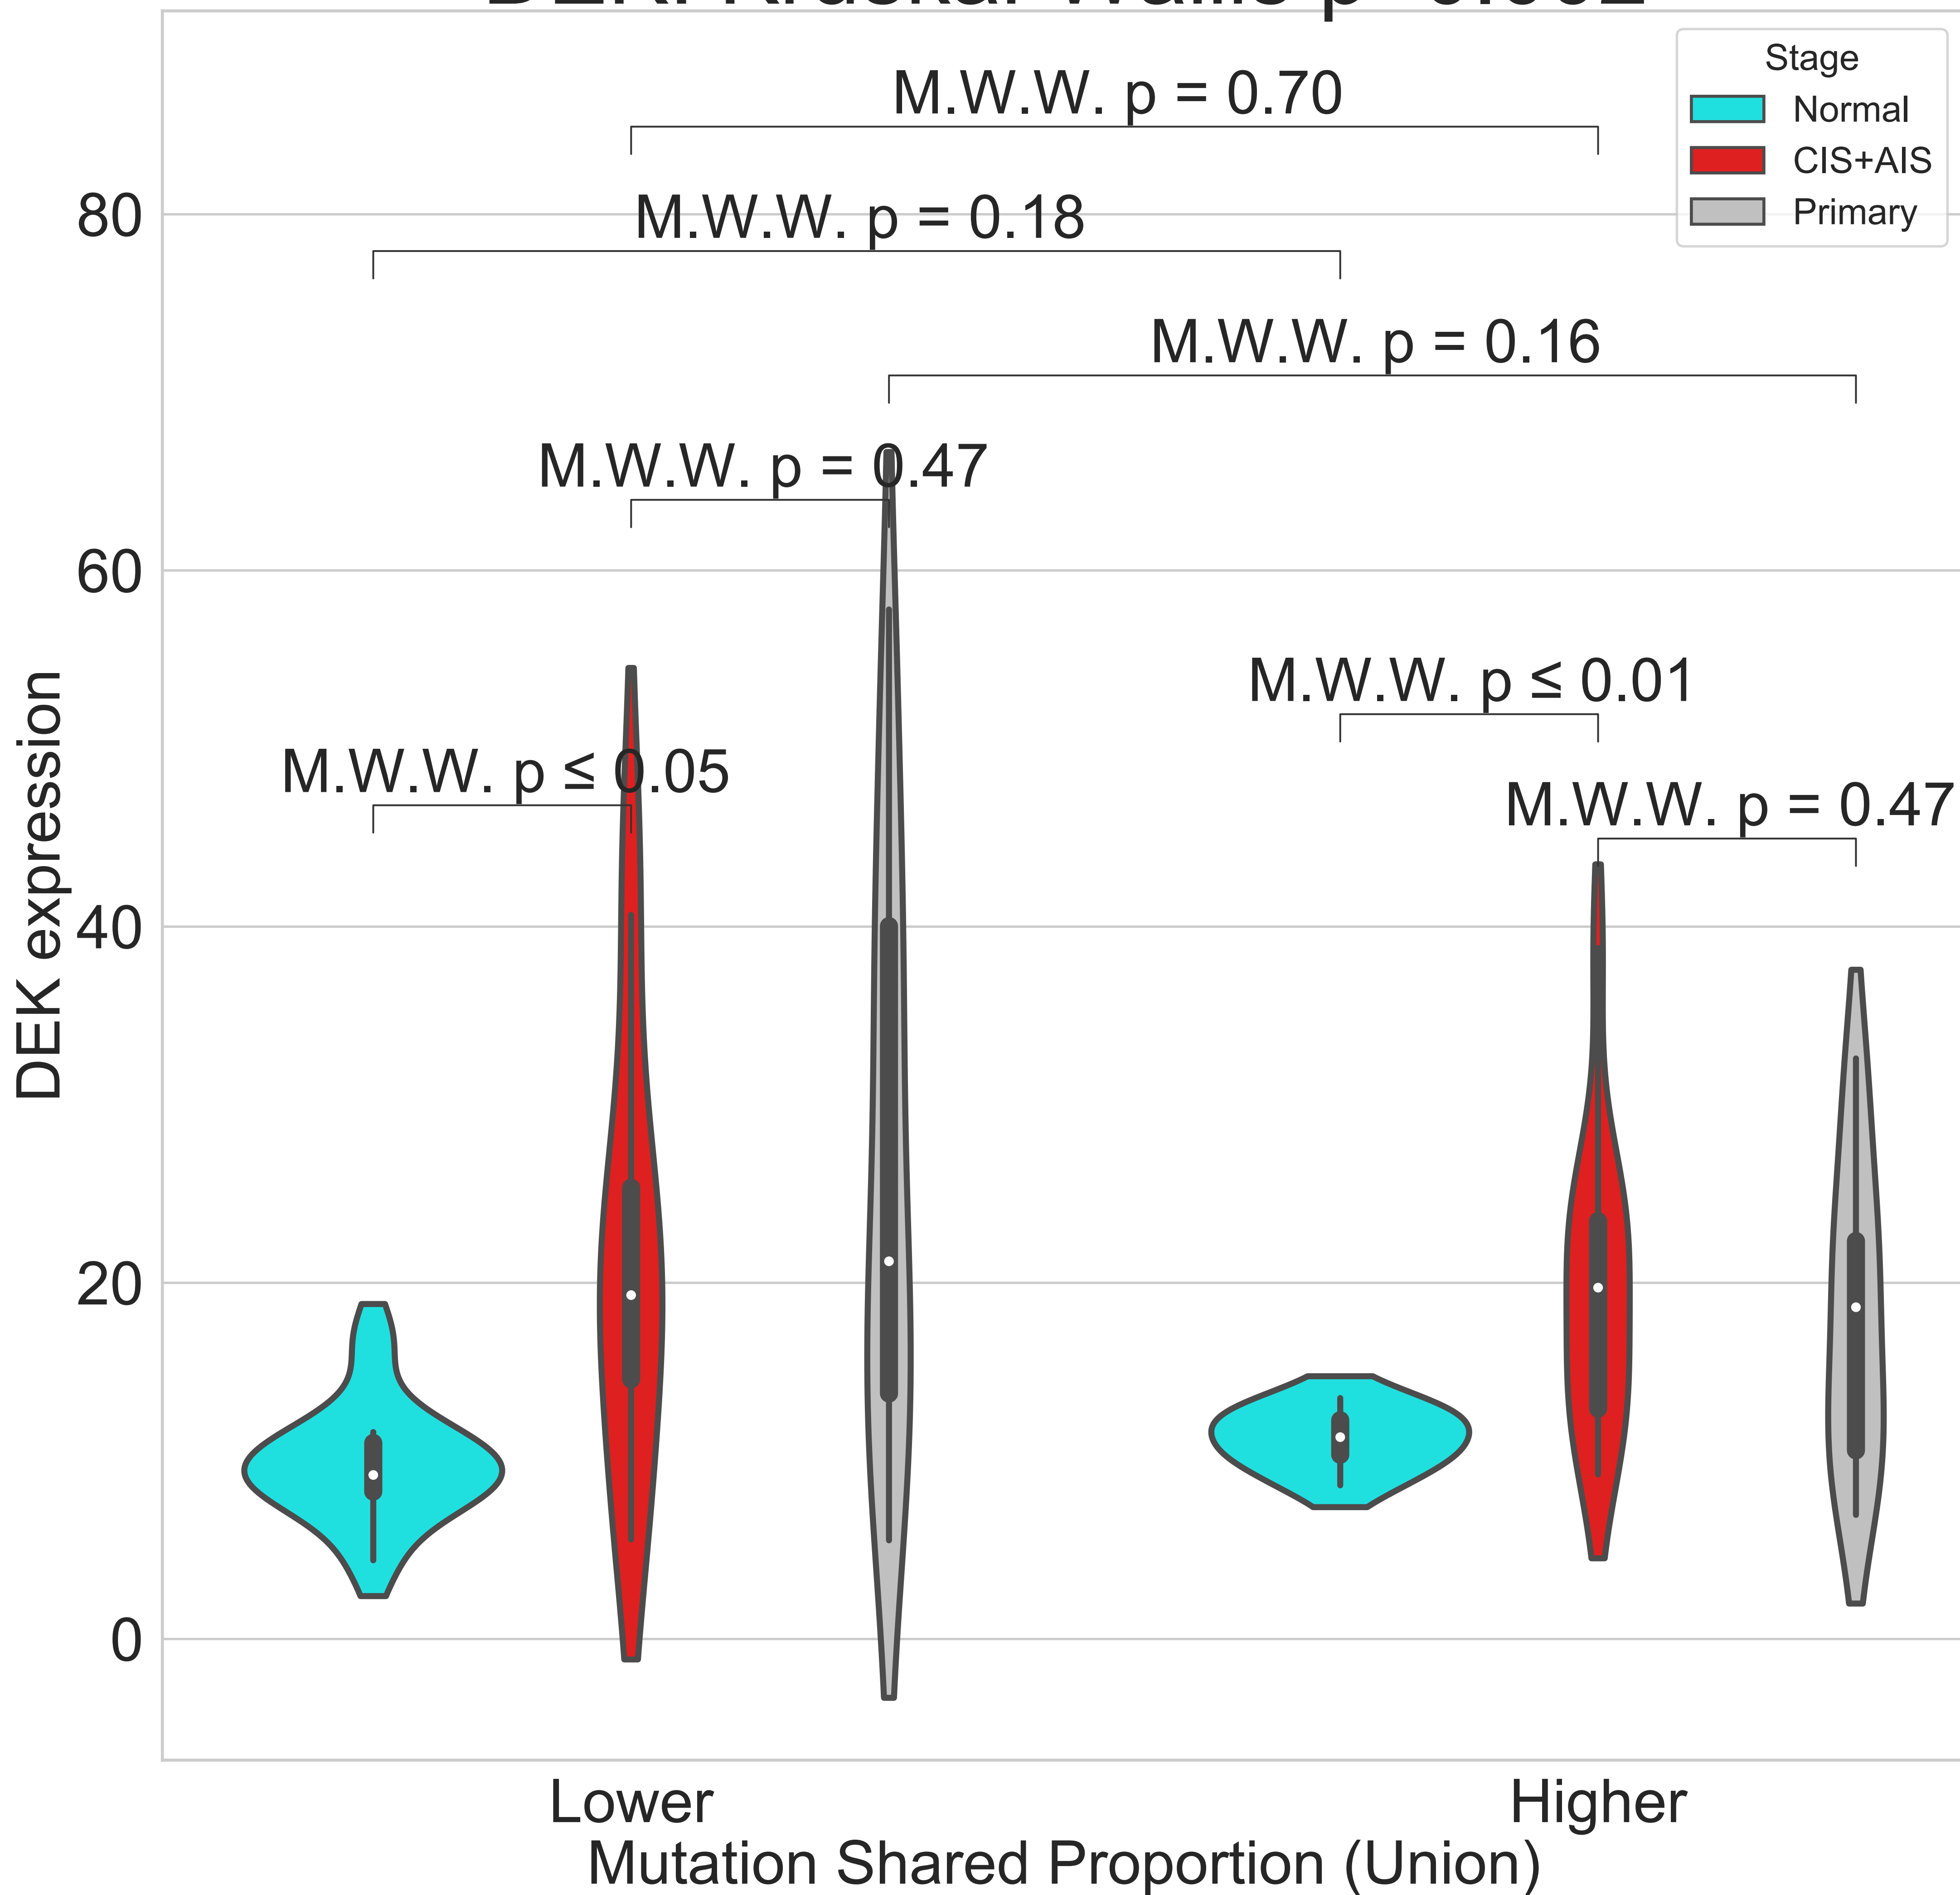 Stage
Normal
CIS+AIS
Primary
M.W.W. p = 0.70
M.W.W. p = 0.18
M.W.W. p = 0.16
M.W.W. p = 0.47
M.W.W. p ≤ 0.01
M.W.W. p ≤ 0.05
M.W.W. p = 0.47
80
60
40
20
0
DEK expression
Lower
Higher
Mutation Shared Proportion (Union)